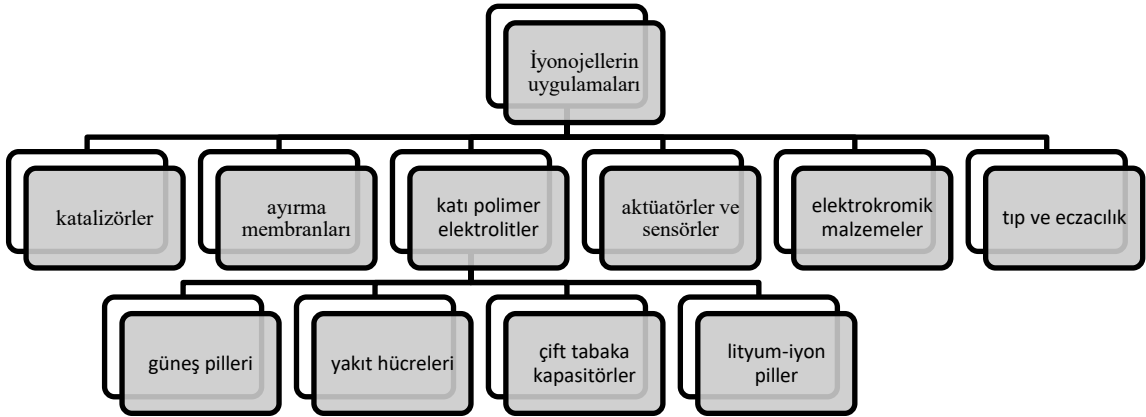 İyonojellerin
uygulamaları
katalizörler
ayırma
membranları
katı polimer
elektrolitler
aktüatörler ve
sensörler
elektrokromik
malzemeler
tıp ve eczacılık
güneş pilleri
yakıt hücreleri
çift tabaka
kapasitörler
lityum-iyon
piller